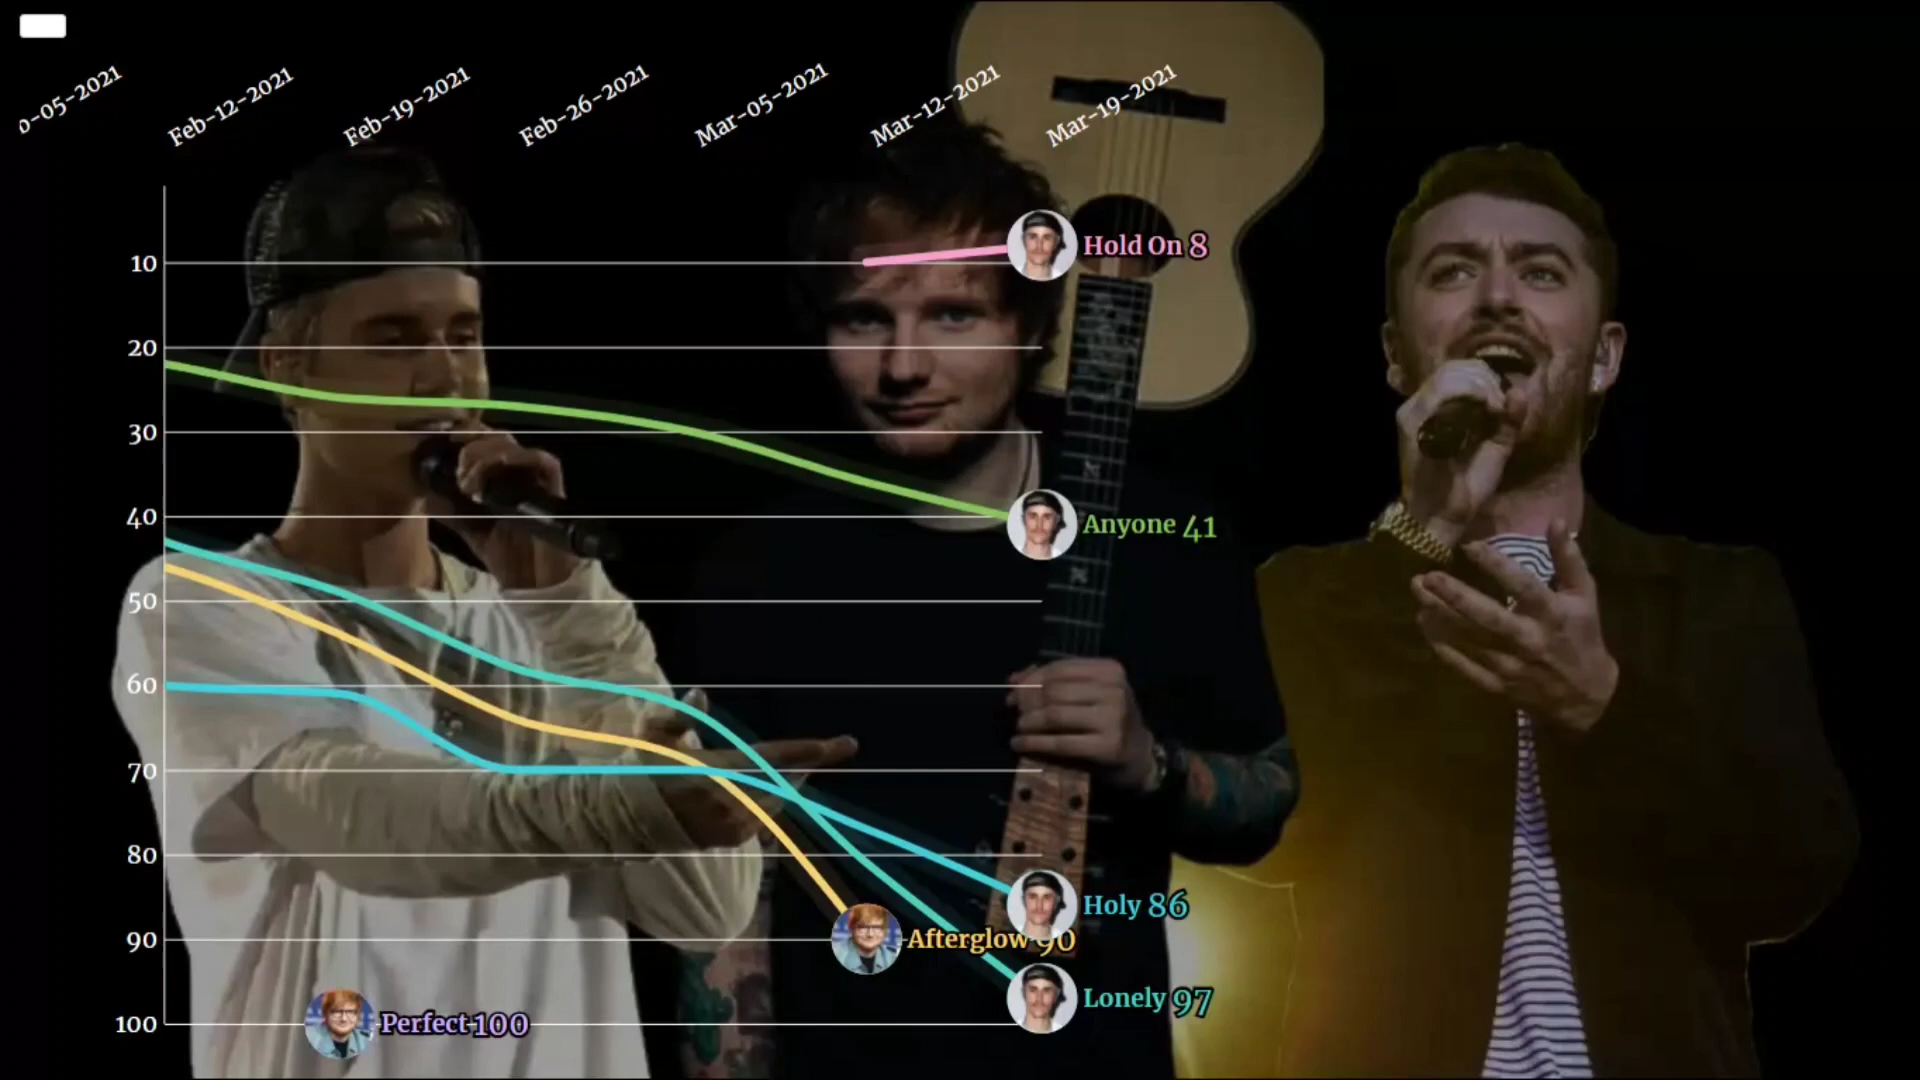 o-05-2021
Feb-12-2021
Feb-19-2021
Feb-26-2021
Mar-05-2021
Mar-12-2021
Mar-19-2021
10
Hold On 8
20
30
40
Anyone 41
50
60
70
80
Holy 86
90
Afterglow 90
Lonely 97
100
Perfect 100